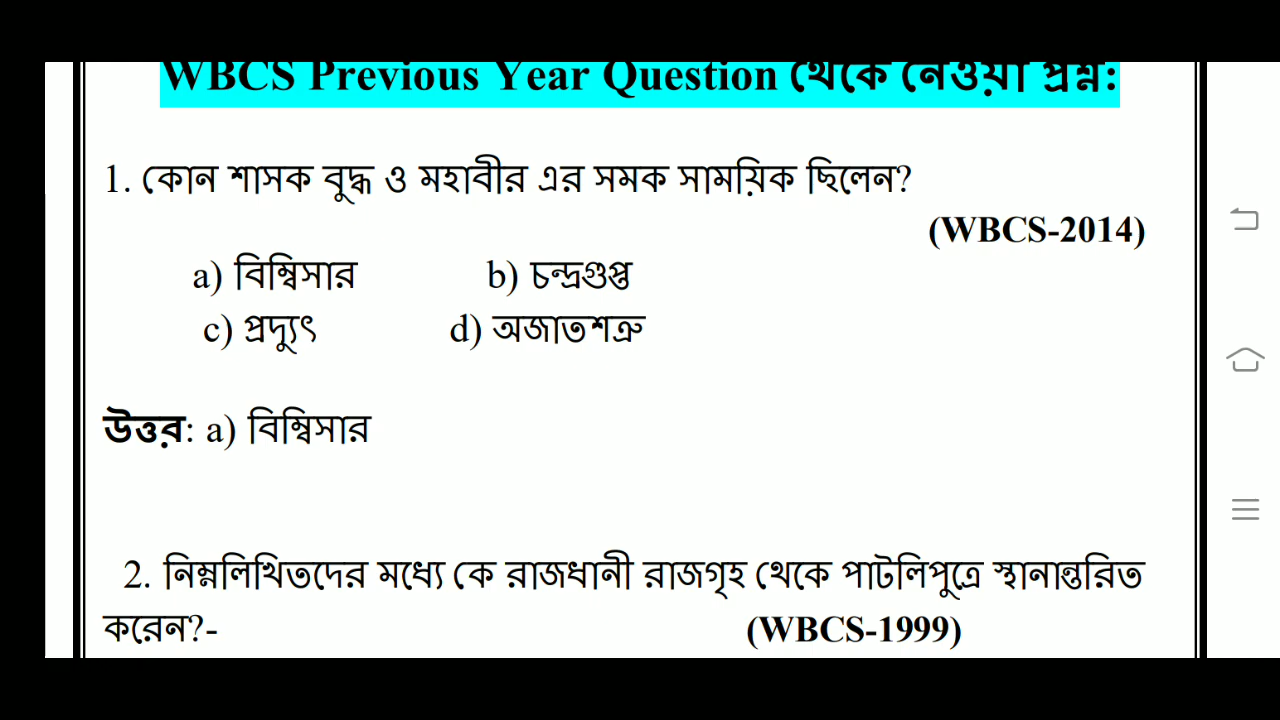 WBCS Previous Year Question থেকে নেওয়া প্রশ্ন:
1. কোন শাসক বুদ্ধ ও মহাবীর এর সমক সাময়িক ছিলেন?
(WBCS-2014)
a) বিম্বিসার b) চন্দ্রগুপ্ত
c) প্রদ্যুৎ d) অজাতশত্রু
উত্তর: a) বিম্বিসার
2. নিম্নলিখিতদের মধ্যে কে রাজধানী রাজগৃহ থেকে পাটলিপুত্রে স্থানান্তরিত
করেন?- (WBCS-1999)